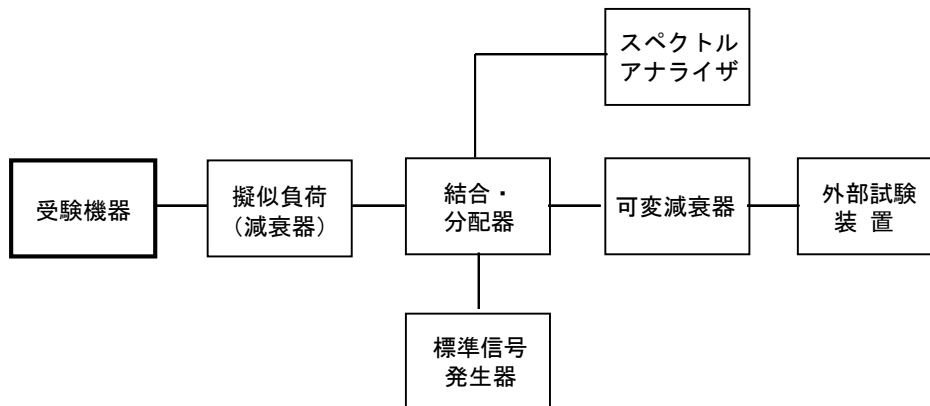 スペクトル
アナライザ
受験機器
擬似負荷
（減衰器）
結合・
分配器
可変減衰器
外部試験
装 置
標準信号
発生器